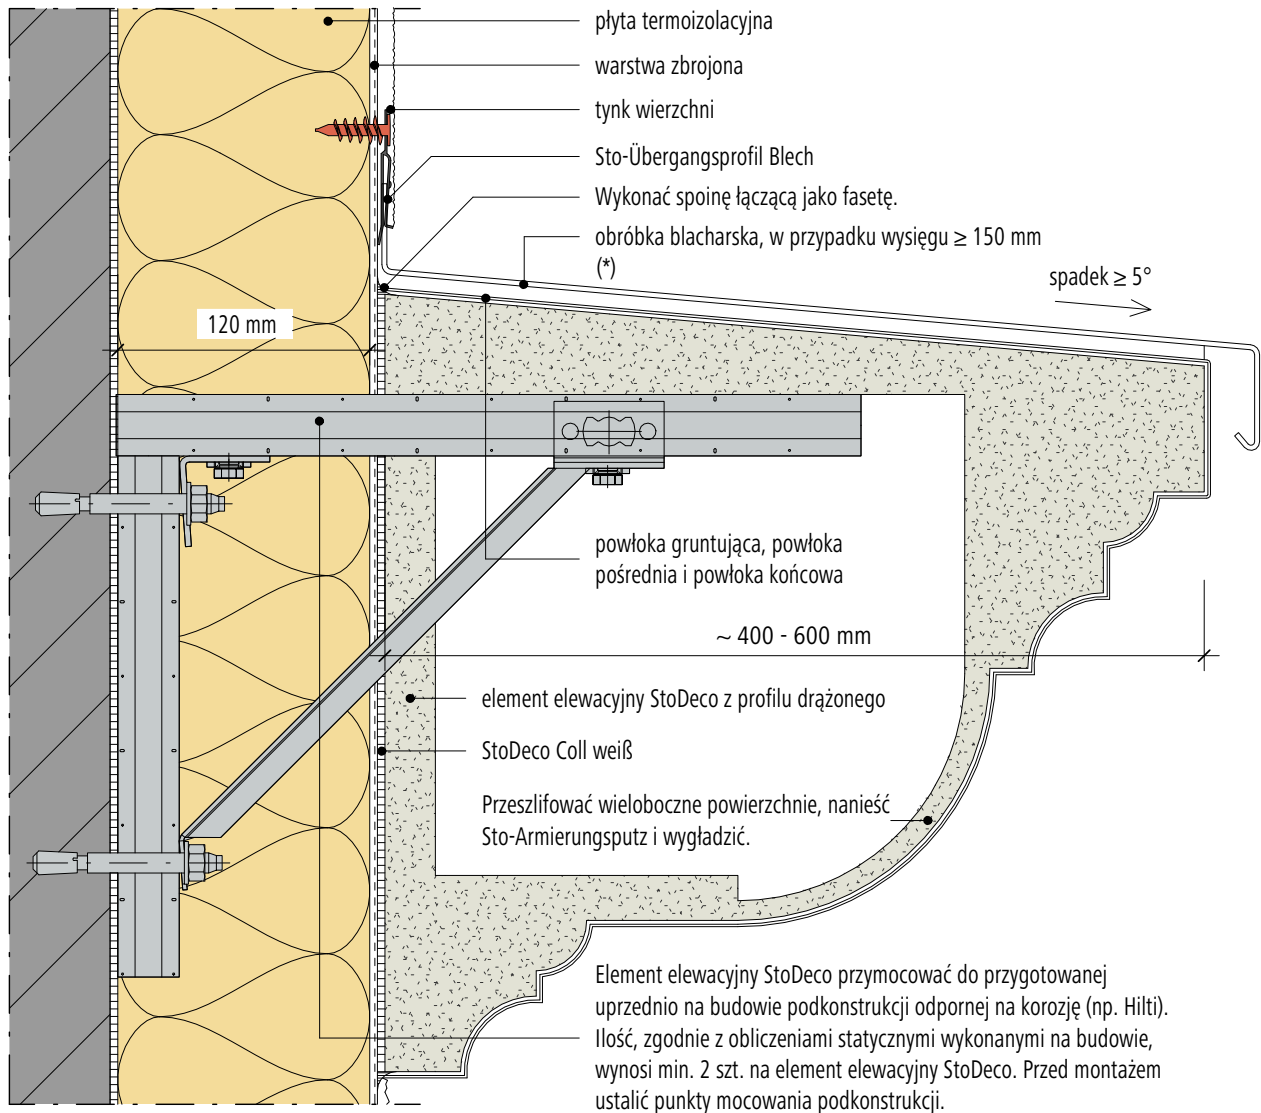 płyta termoizolacyjna
warstwa zbrojona
tynk wierzchni
Sto-Übergangsprofil Blech
Wykonać spoinę łączącą jako fasetę.
obróbka blacharska, w przypadku wysięgu ≥ 150 mm
(*)
spadek ≥ 5°
120 mm
powłoka gruntująca, powłoka
pośrednia i powłoka końcowa
~ 400 - 600 mm
element elewacyjny StoDeco z profilu drążonego
StoDeco Coll weiß
Przeszlifować wieloboczne powierzchnie, nanieść
Sto-Armierungsputz i wygładzić.
Element elewacyjny StoDeco przymocować do przygotowanej
uprzednio na budowie podkonstrukcji odpornej na korozję (np. Hilti).
Ilość, zgodnie z obliczeniami statycznymi wykonanymi na budowie,
wynosi min. 2 szt. na element elewacyjny StoDeco. Przed montażem
ustalić punkty mocowania podkonstrukcji.